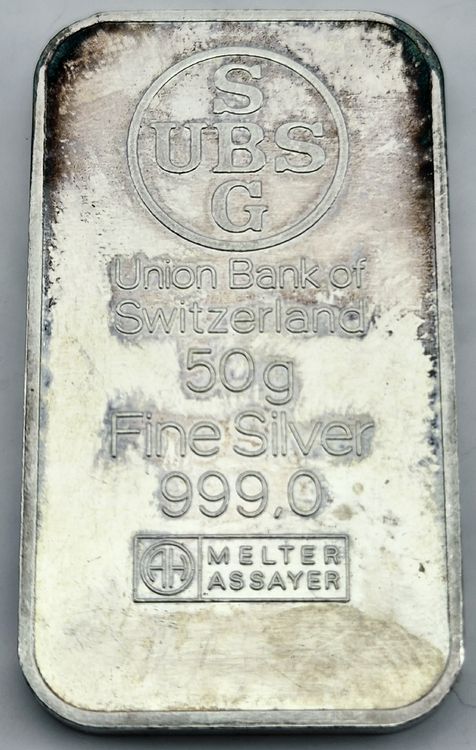 S
UBS
G
Union Bank of
Switzerland
50g
Fine Silver
999,0
AH MELTER
ASSAYER